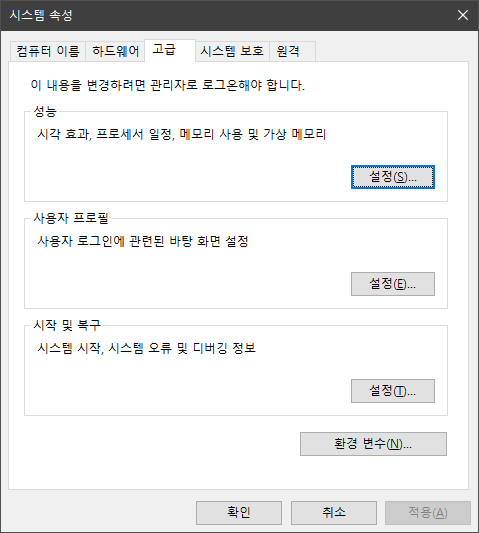 시스템 속성
컴퓨터 이름 하드웨어 고급 시스템 보호 원격
이 내용을 변경하려면 관리자로 로그온해야 합니다.
성능
시각 효과, 프로세서 일정, 메모리 사용 및 가상 메모리
설정(S)...
사용자 프로필
사용자 로그인에 관련된 바탕 화면 설정
설정(E)...
시작 및 복구
시스템 시작, 시스템 오류 및 디버깅 정보
설정(T)...
환경 변수(N)...
확인 취소 적용(A)